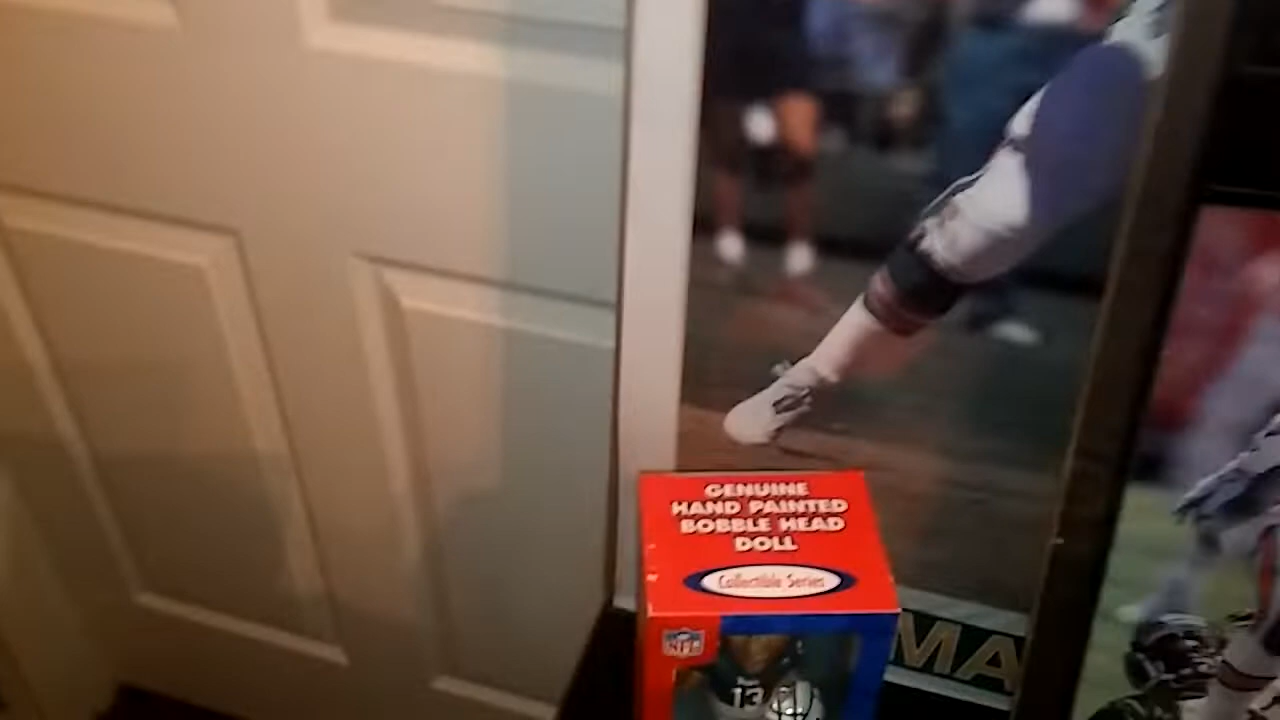 GENUINE
HAND PAINTED
BOBBLE HEAD
DOLL
Collectible Series
NFL
MA
13